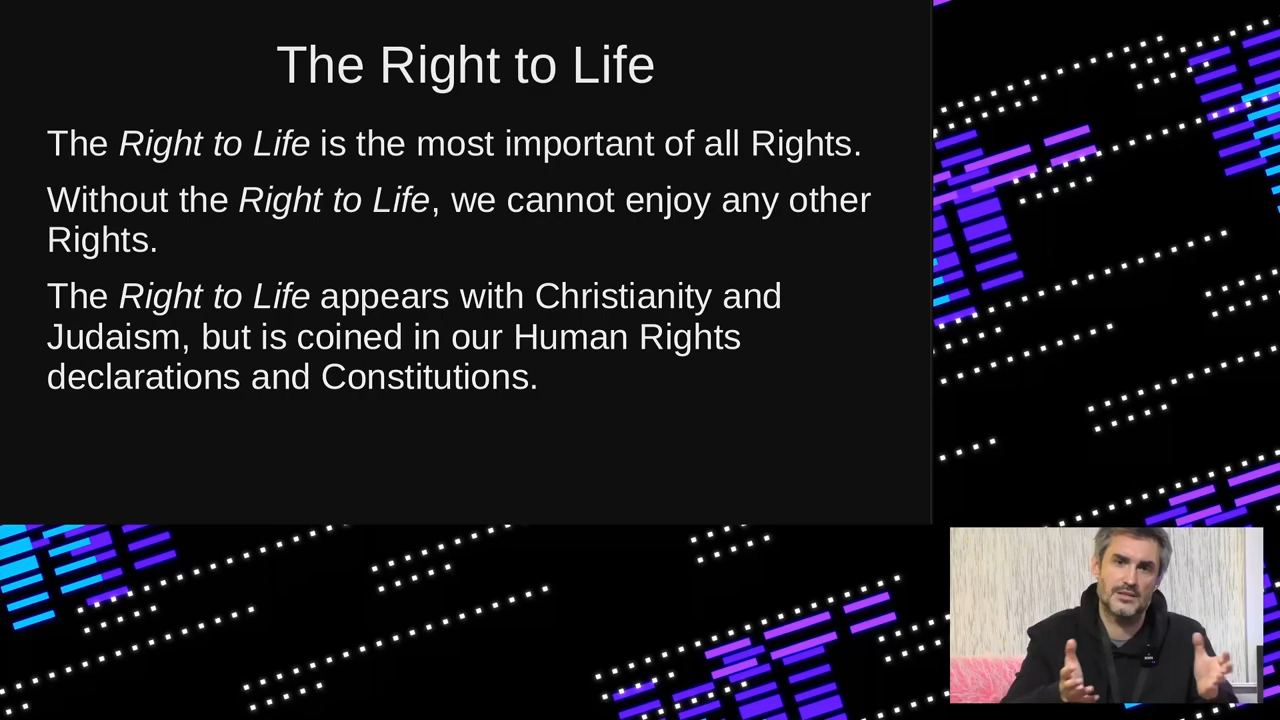 The Right to Life
The Right to Life is the most important of all Rights.
Without the Right to Life, we cannot enjoy any other
Rights.
The Right to Life appears with Christianity and
Judaism, but is coined in our Human Rights
declarations and Constitutions.